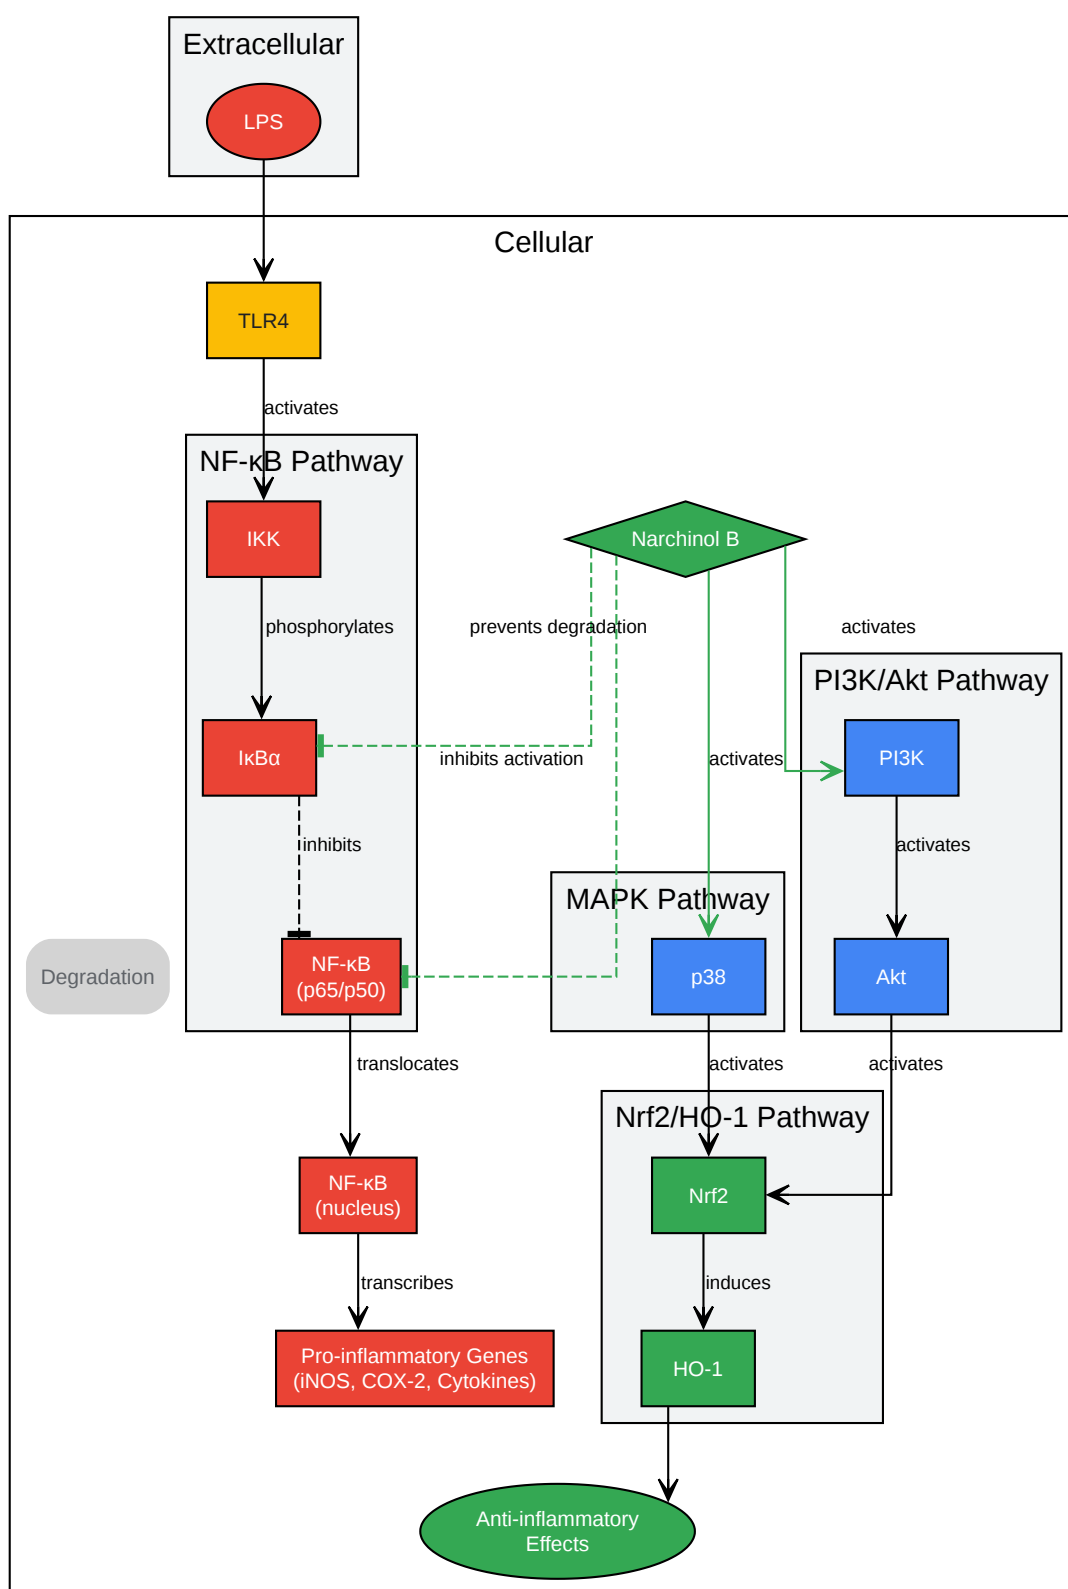 Extracellular
LPS
Cellular
TLR4
activates
NF-κB Pathway
IKK
Narchinol B
phosphorylates
prevents degradation
activates
PI3K/Akt Pathway
IκBα
inhibits activation
activates
PI3K
inhibits
activates
MAPK Pathway
Degradation
NF-κB
(p65/p50)
p38
Akt
translocates
activates
activates
Nrf2/HO-1 Pathway
NF-κB
(nucleus)
Nrf2
transcribes
induces
Pro-inflammatory Genes
(iNOS, COX-2, Cytokines)
HO-1
Anti-inflammatory
Effects